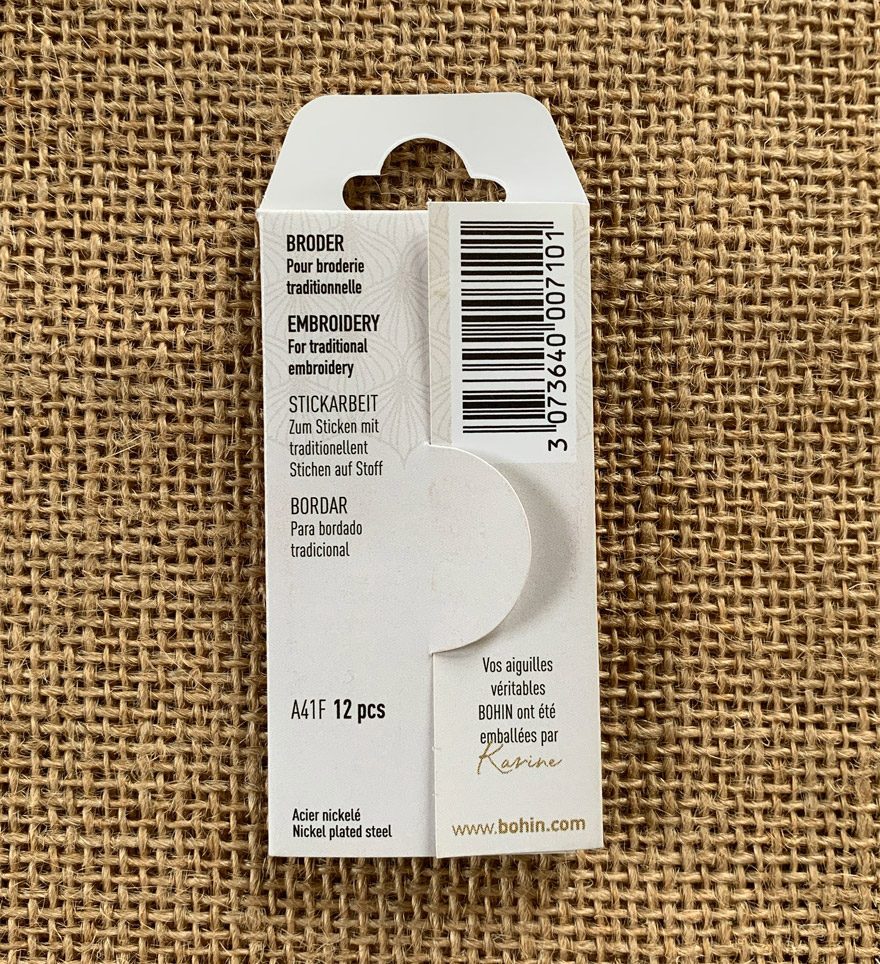 BRODER
Pour broderie
traditionnelle
EMBROIDERY
For traditional
embroidery
STICKARBEIT
Zum Sticken mit
traditionellent
Stichen auf Stoff
BORDAR
Para bordado
tradicional
A41F 12 pcs
Acier nickelé
Nickel plated steel
3 073640 007101
Vos aiguilles
véritables
BOHIN ont été
emballées par
Karine
www.bohin.com